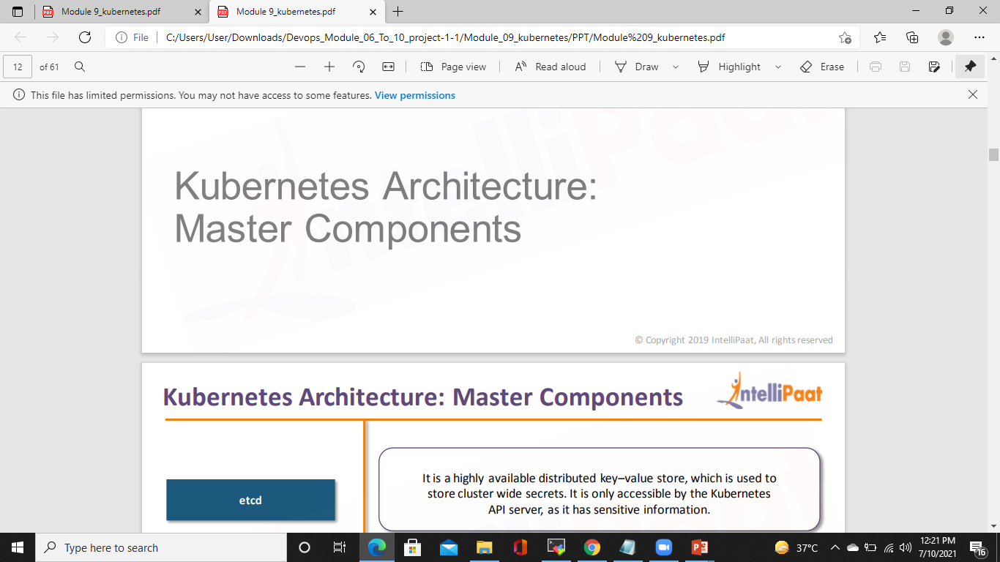 Module 9_kubernetes.pdf
Module 9_kubernetes.pdf
File
C:/Users/User/Downloads/Devops_Module_06_To_10_project-1-1/Module_09_kubernetes/PPT/Module%209_kubernetes.pdf
12 of 61
Page view
Read aloud
Draw
Highlight
Erase
This file has limited permissions. You may not have access to some features. View permissions
IntelliPaat
Kubernetes Architecture:
Master Components
© Copyright 2019 IntelliPaat, All rights reserved
Kubernetes Architecture: Master Components
IntelliPaat
etcd
It is a highly available distributed key–value store, which is used to
store cluster wide secrets. It is only accessible by the Kubernetes
API server, as it has sensitive information.
Type here to search
37°C
12:21 PM
7/10/2021
16